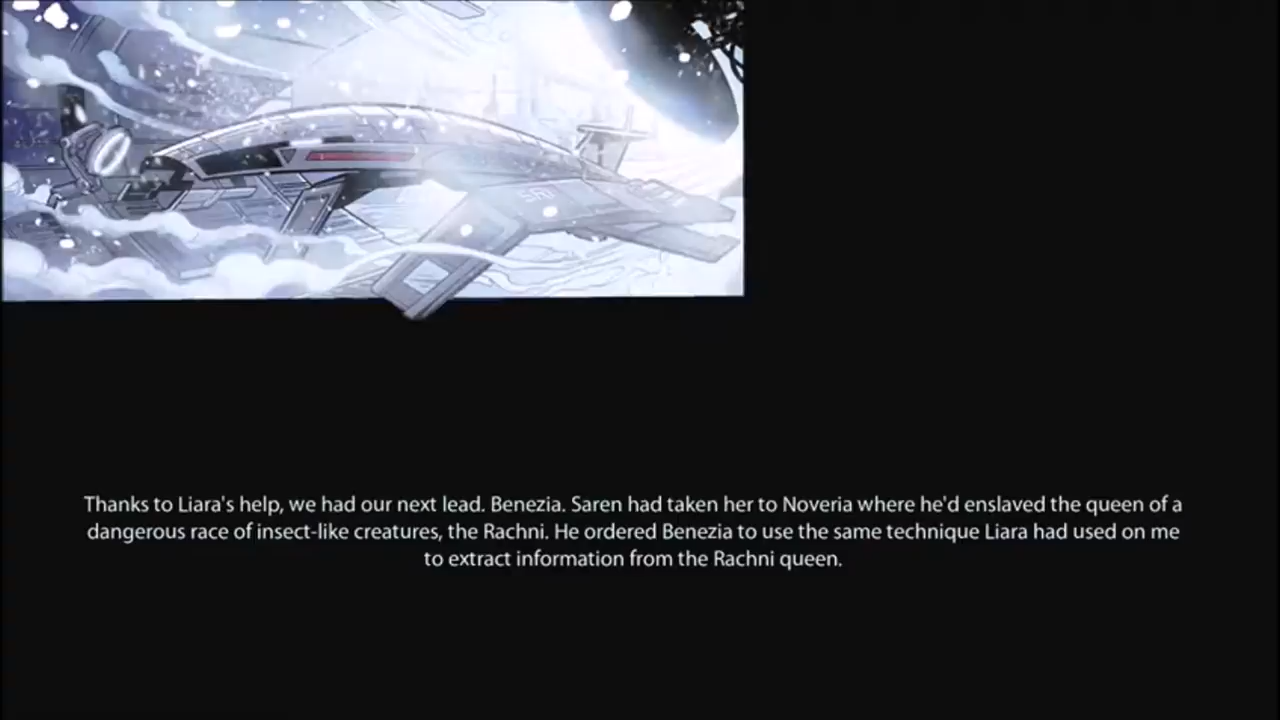 SR1
Thanks to Liara's help, we had our next lead. Benezia. Saren had taken her to Noveria where he'd enslaved the queen of a
dangerous race of insect-like creatures, the Rachni. He ordered Benezia to use the same technique Liara had used on me
to extract information from the Rachni queen.